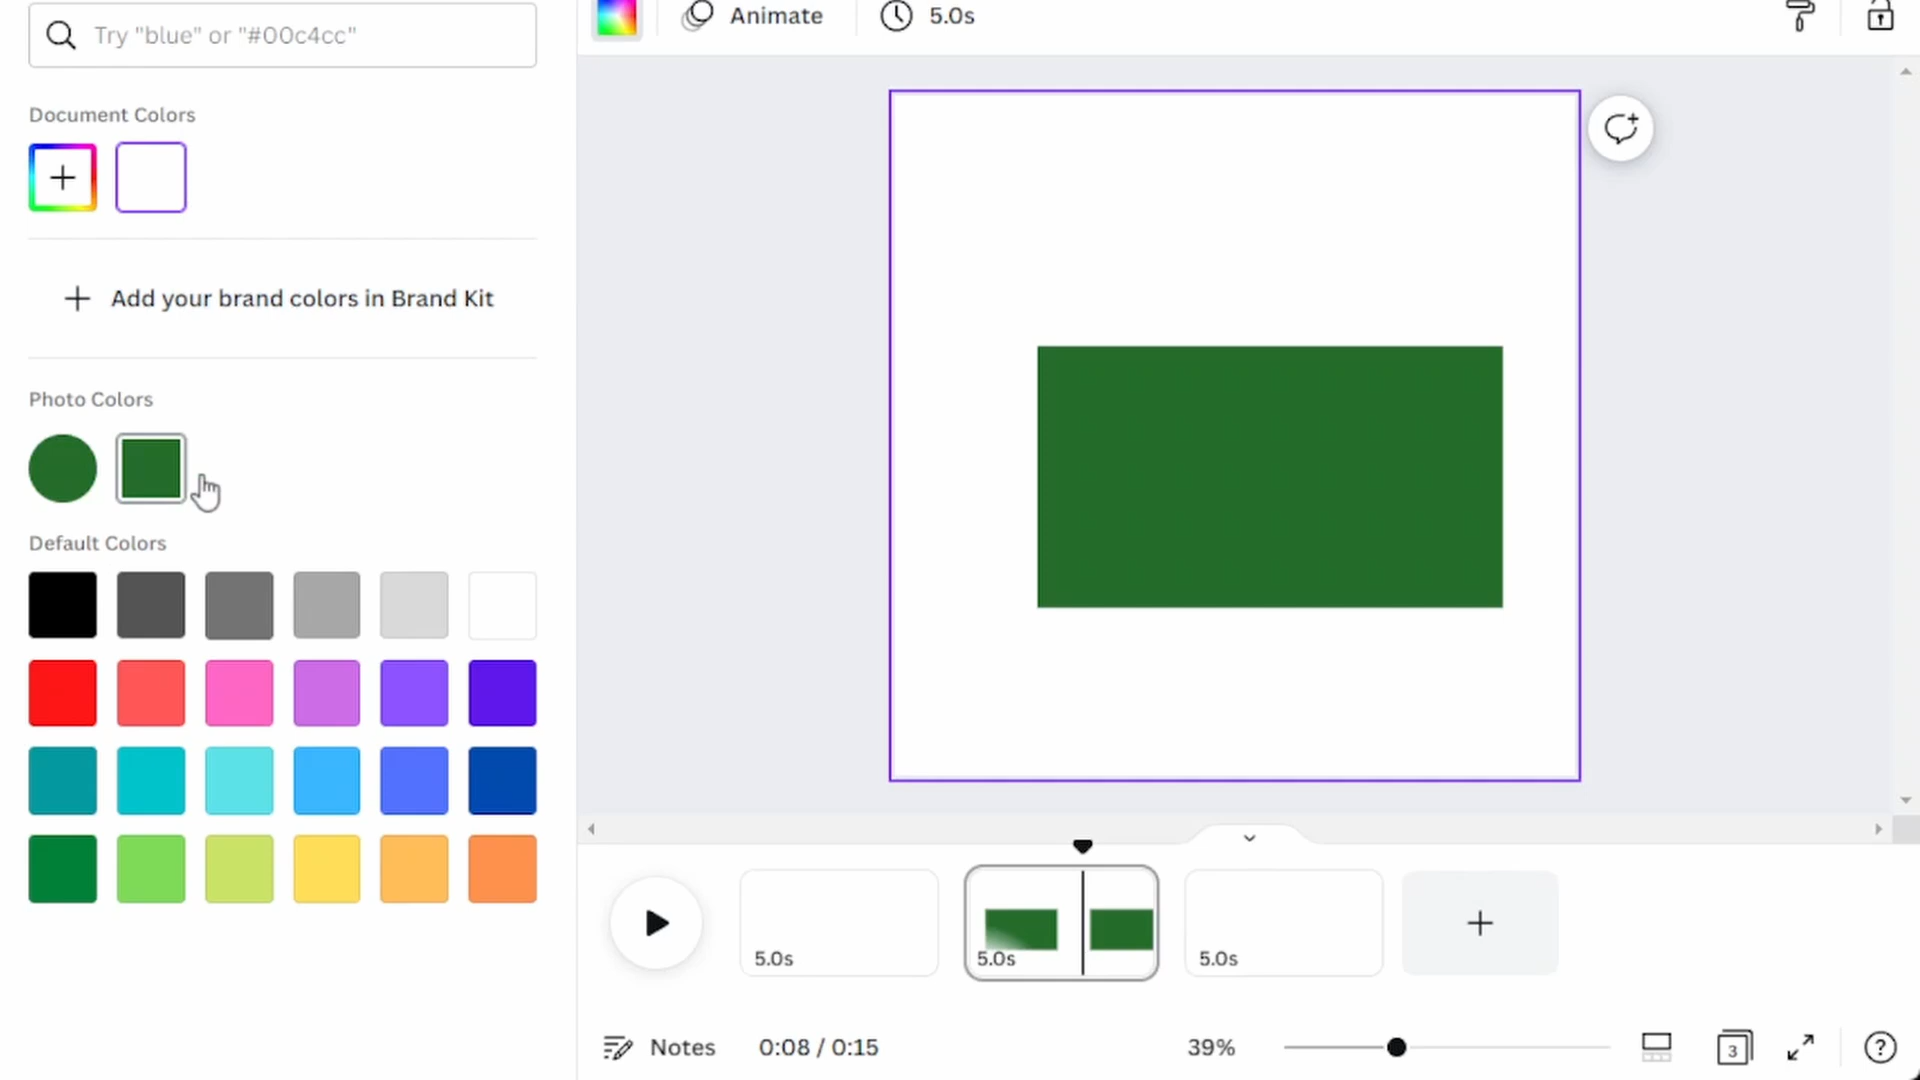 Try "blue" or "#00c4cc"
Animate
5.0s
Document Colors
Add your brand colors in Brand Kit
Photo Colors
Default Colors
5.0s
5.0s
5.0s
Notes
0:08 / 0:15
39%
3
?